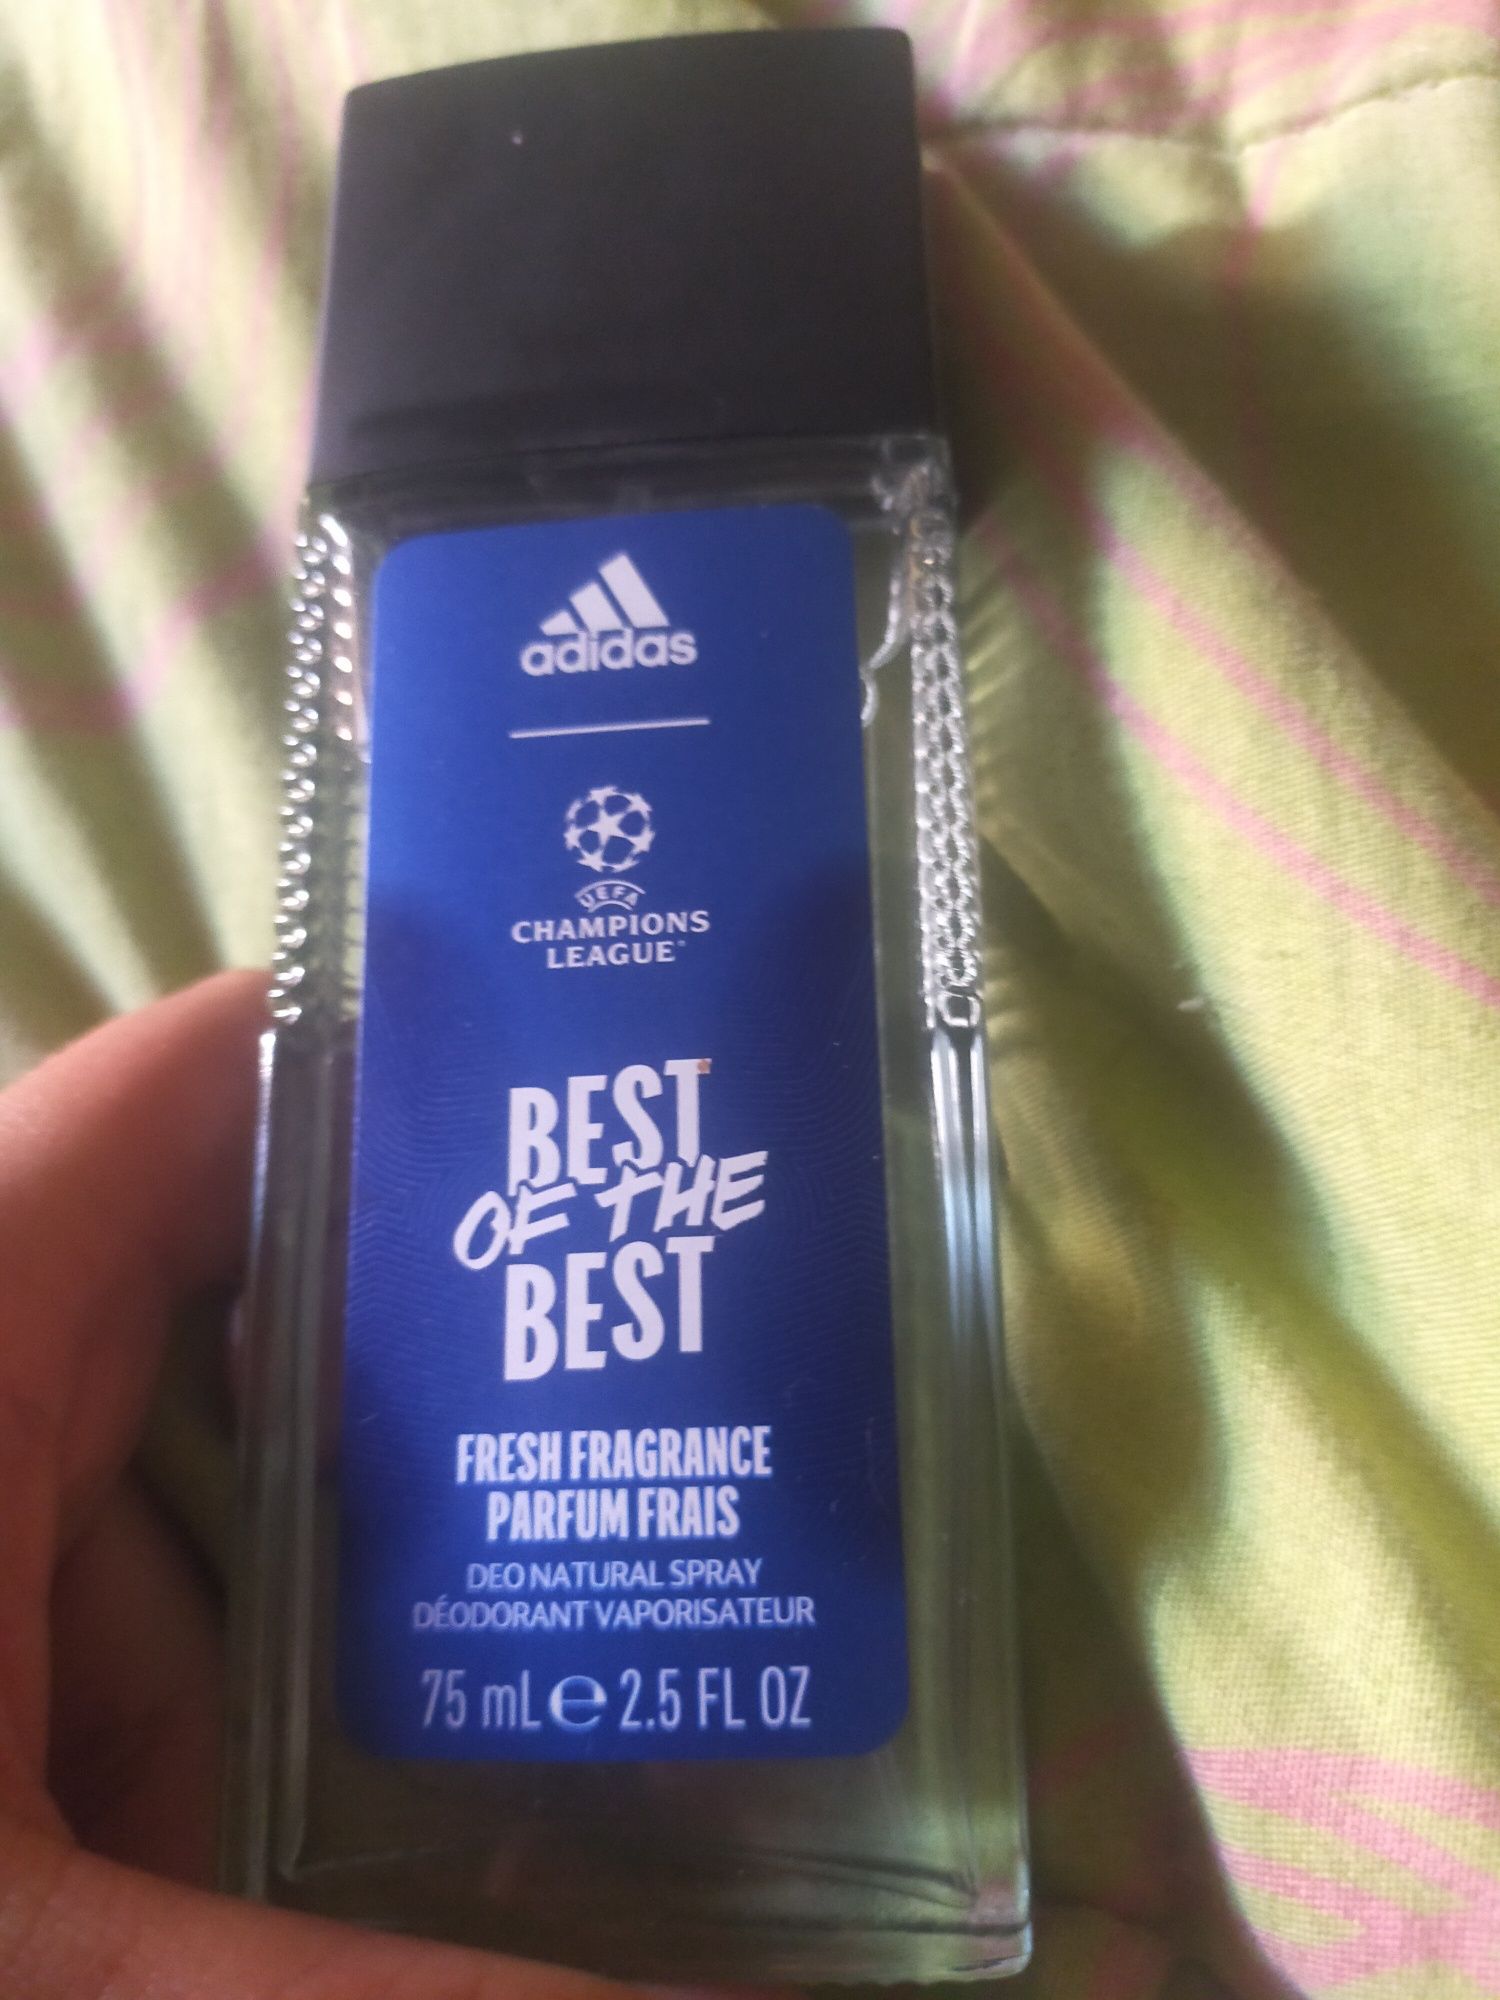 adidas
UEFA
CHAMPIONS
LEAGUE
BEST
OF THE
BEST
FRESH FRAGRANCE
PARFUM FRAIS
DEO NATURAL SPRAY
DÉODORANT VAPORISATEUR
75 mL e 2.5 FL OZ